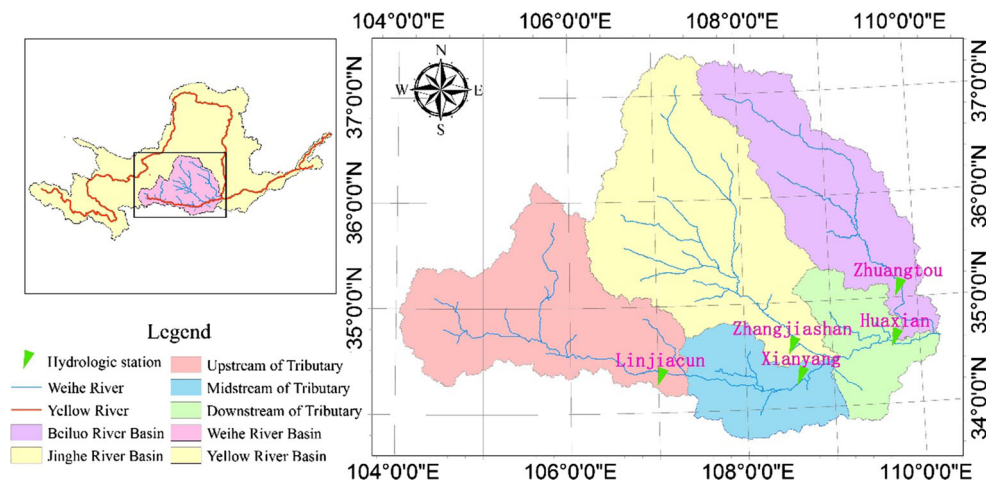 104°0'0"E 106°0'0"E 108°0'0"E 110°0'0"E
N
W E
S
37°0'0"N
36°0'0"N
35°0'0"N
34°0'0"N
37°0'0"N
36°0'0"N
35°0'0"N
34°0'0"N
Zhuangtou
Huaxian
Zhangjiashan
Xianyang
Linjiacun
Legend
Hydrologic station
Weihe River
Yellow River
Beiluo River Basin
Jinghe River Basin
Upstream of Tributary
Midstream of Tributary
Downstream of Tributary
Weihe River Basin
Yellow River Basin
104°0'0"E 106°0'0"E 108°0'0"E 110°0'0"E